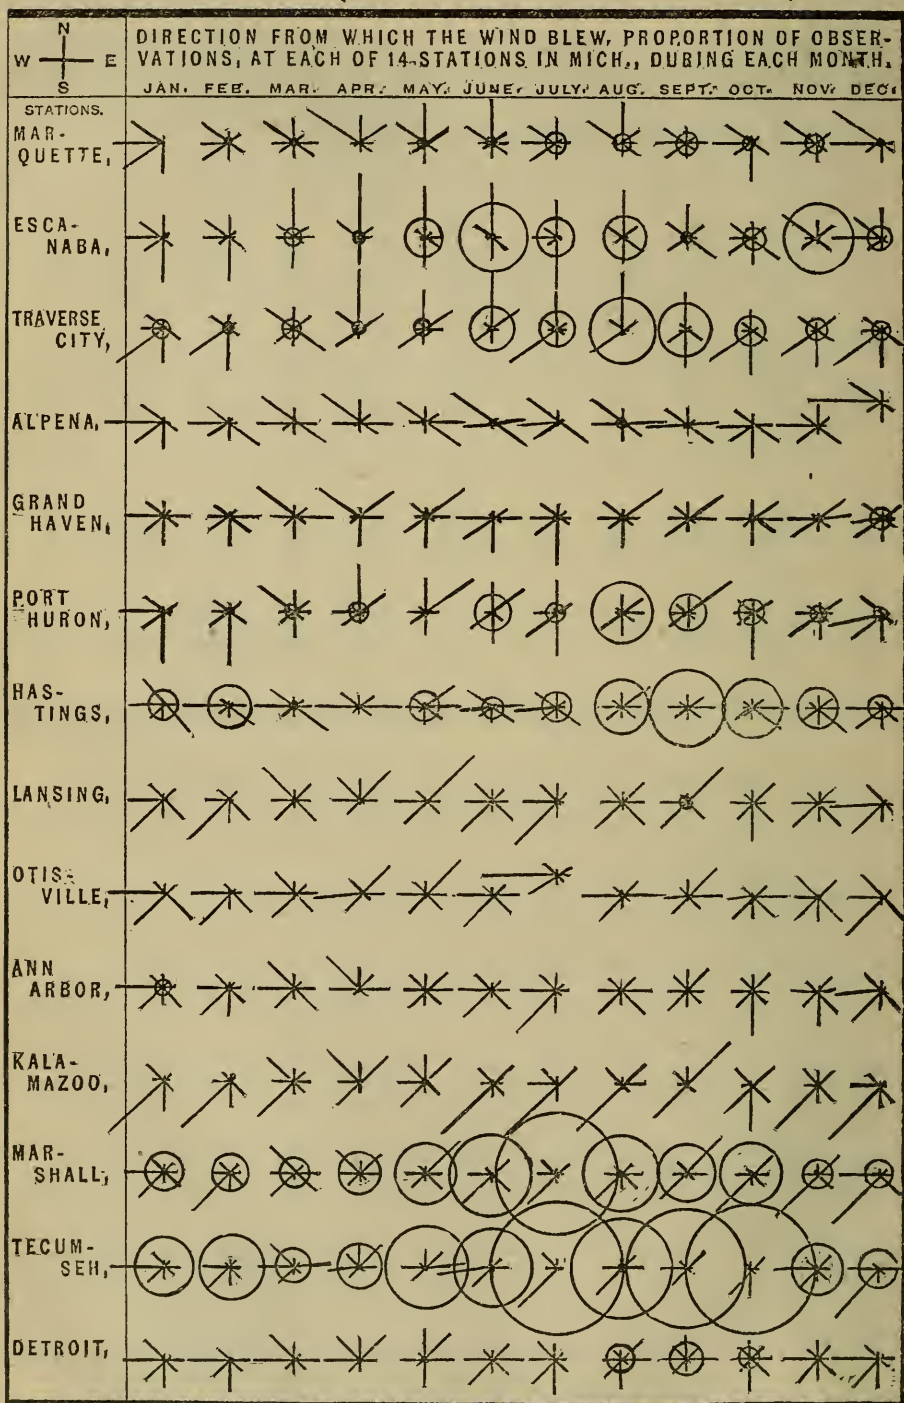 N
W E
S
DIRECTION FROM WHICH THE WIND BLEW, PROPORTION OF OBSER-
VATIONS, AT EACH OF 14 STATIONS IN MICH., DURING EACH MONTH.
JAN. FEB. MAR. APR. MAY. JUNE. JULY. AUG. SEPT. OCT. NOV. DEC.
STATIONS.
MAR-
QUETTE,
ESCA-
NABA,
TRAVERSE
CITY,
ALPENA,
GRAND
HAVEN,
PORT
HURON,
HAS-
TINGS,
LANSING,
OTIS-
VILLE,
ANN
ARBOR,
KALA-
MAZOO,
MAR-
SHALL,
TECUM-
SEH,
DETROIT,